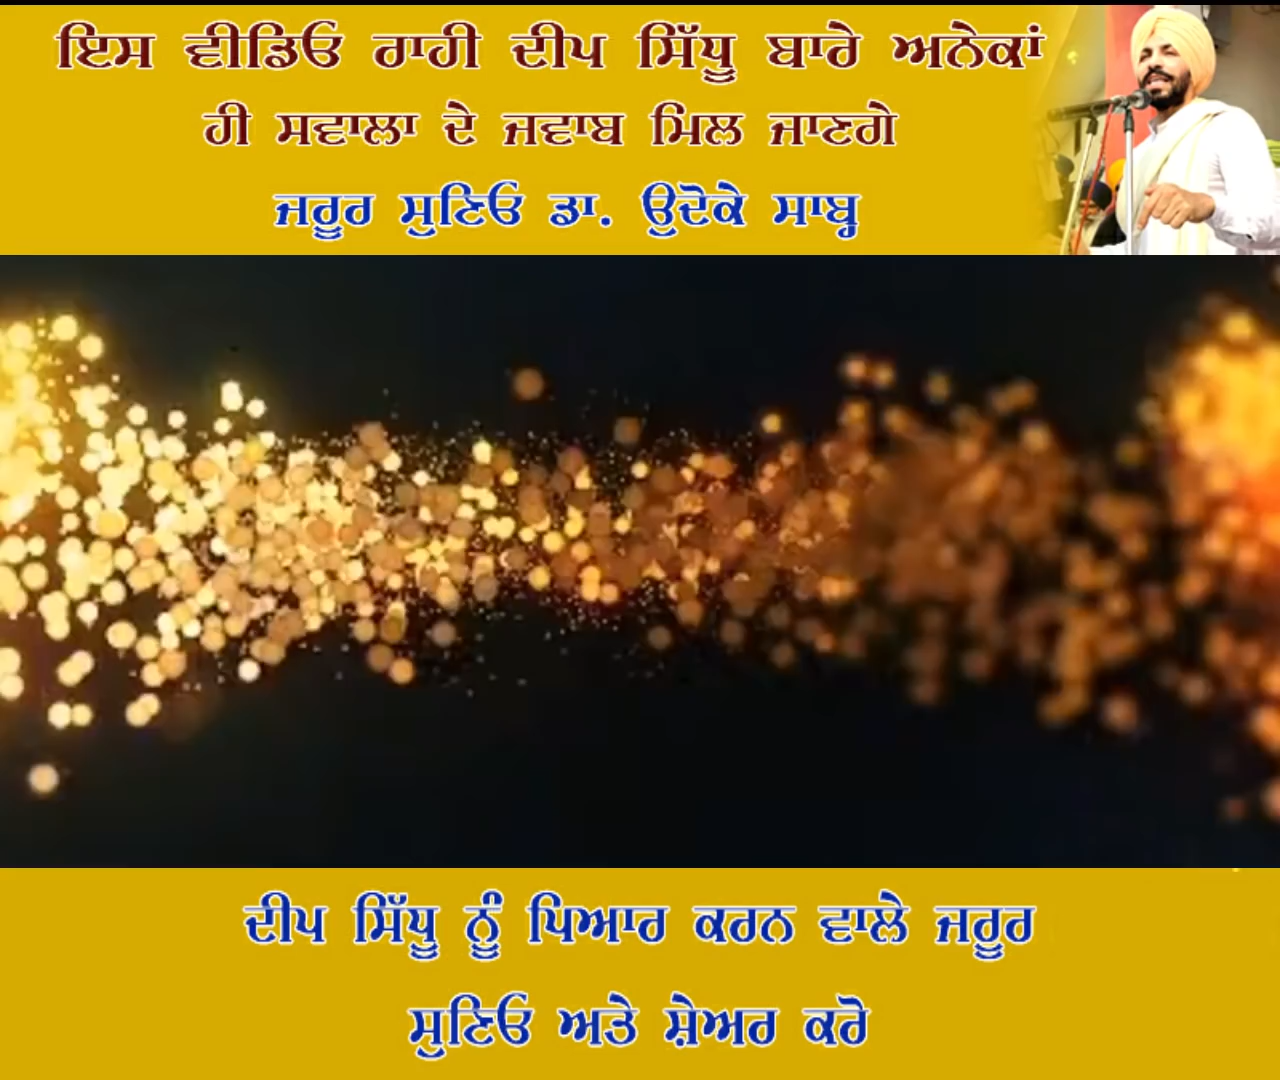 ਇਸ ਵੀਡਿਓ ਰਾਹੀ ਦੀਪ ਸਿੱਧੂ ਬਾਰੇ ਅਨੇਕਾਂ
ਹੀ ਸਵਾਲਾ ਦੇ ਜਵਾਬ ਮਿਲ ਜਾਣਗੇ
ਜਰੂਰ ਸੁਣਿਓ ਡਾ. ਉਦੋਕੇ ਸਾਬ੍ਹ
ਦੀਪ ਸਿੱਧੂ ਨੂੰ ਪਿਆਰ ਕਰਨ ਵਾਲੇ ਜਰੂਰ
ਸੁਣਿਓ ਅਤੇ ਸ਼ੇਅਰ ਕਰੋ